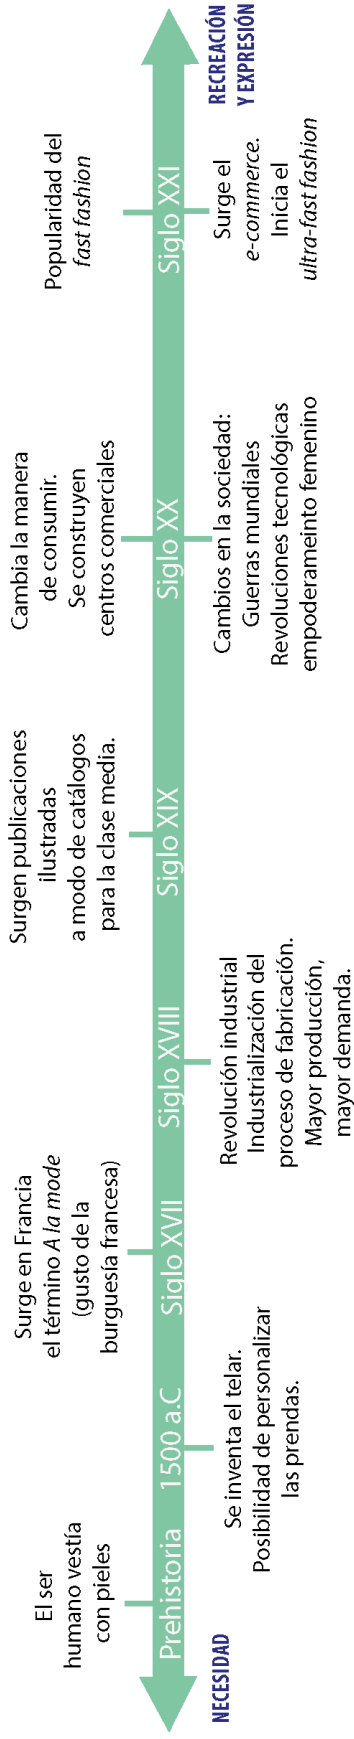 El ser
humano vestía
con pieles
Prehistoria
NECESIDAD
1500 a.C
Se inventa el telar.
Posibilidad de personalizar
las prendas.
Surge en Francia
el término A la mode
(gusto de la
burguesía francesa)
Siglo XVII
Siglo XVIII
Revolución industrial
Industrialización del
proceso de fabricación.
Mayor producción,
mayor demanda.
Surgen publicaciones
ilustradas
a modo de catálogos
para la clase media.
Siglo XIX
Cambia la manera
de consumir.
Se construyen
centros comerciales
Siglo XX
Cambios en la sociedad:
Guerras mundiales
Revoluciones tecnológicas
empoderameinto femenino
Popularidad del
fast fashion
Siglo XXI
Surge el
e-commerce.
Inicia el
ultra-fast fashion
RECREACIÓN
Y EXPRESIÓN